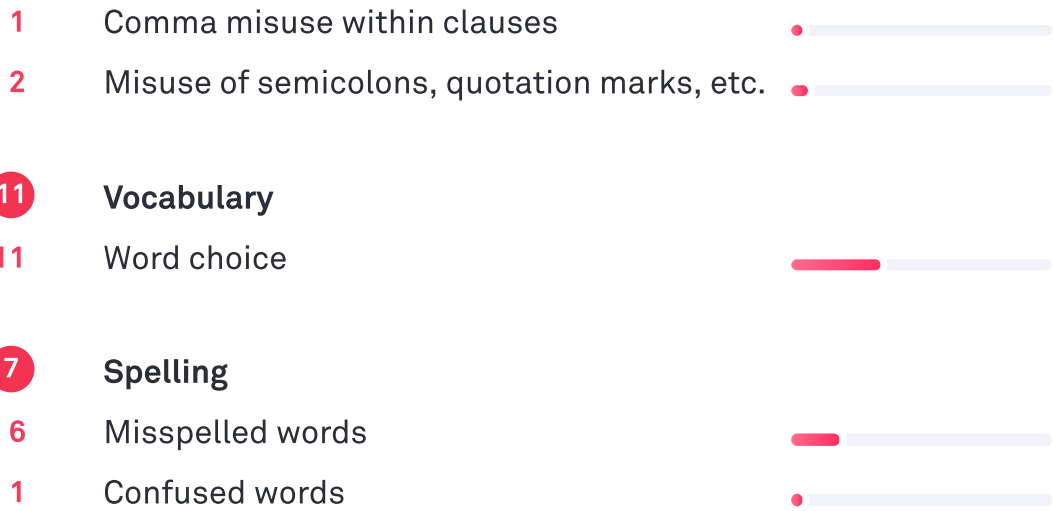 1 Comma misuse within clauses
2 Misuse of semicolons, quotation marks, etc.
11 Vocabulary
11 Word choice
7 Spelling
6 Misspelled words
1 Confused words